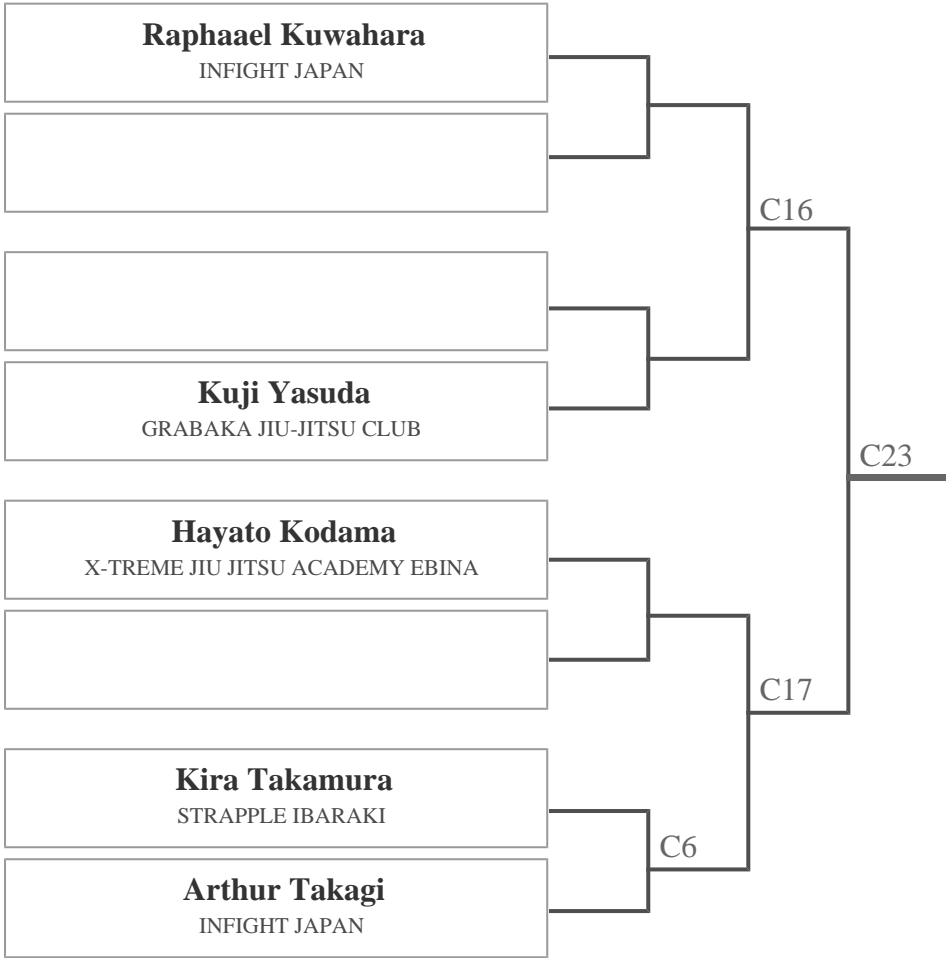 Raphaael Kuwahara
INFIGHT JAPAN
C16
Kuji Yasuda
GRABAKA JIU-JITSU CLUB
C23
Hayato Kodama
X-TREME JIU JITSU ACADEMY EBINA
C17
Kira Takamura
STRAPPLE IBARAKI
C6
Arthur Takagi
INFIGHT JAPAN